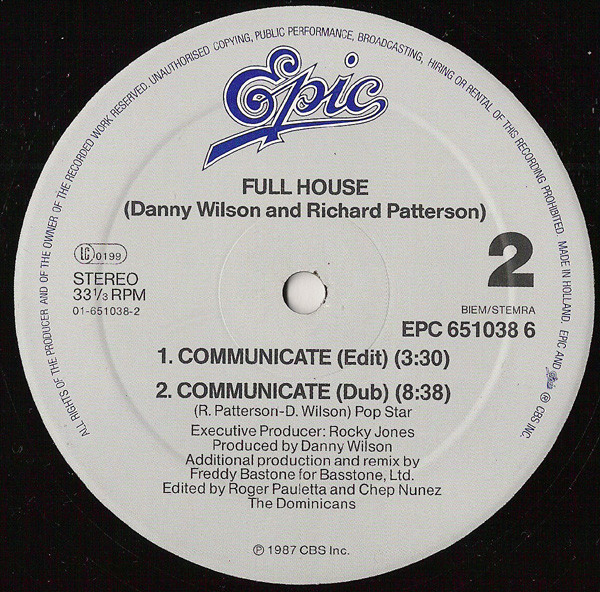 ALL RIGHTS OF THE PRODUCER AND OF THE OWNER OF THE RECORDED WORK RESERVED. UNAUTHORISED COPYING, PUBLIC PERFORMANCE, BROADCASTING, HIRING OR RENTAL OF THIS RECORDING PROHIBITED. MADE IN HOLLAND. EPIC AND Epic ® CBS INC.
Epic
FULL HOUSE
(Danny Wilson and Richard Patterson)
LC 0199
STEREO
33⅓ RPM
01-651038-2
2
BIEM/STEMRA
EPC 651038 6
1. COMMUNICATE (Edit) (3:30)
2. COMMUNICATE (Dub) (8:38)
(R. Patterson-D. Wilson) Pop Star
Executive Producer: Rocky Jones
Produced by Danny Wilson
Additional production and remix by
Freddy Bastone for Basstone, Ltd.
Edited by Roger Pauletta and Chep Nunez
The Dominicans
℗ 1987 CBS Inc.